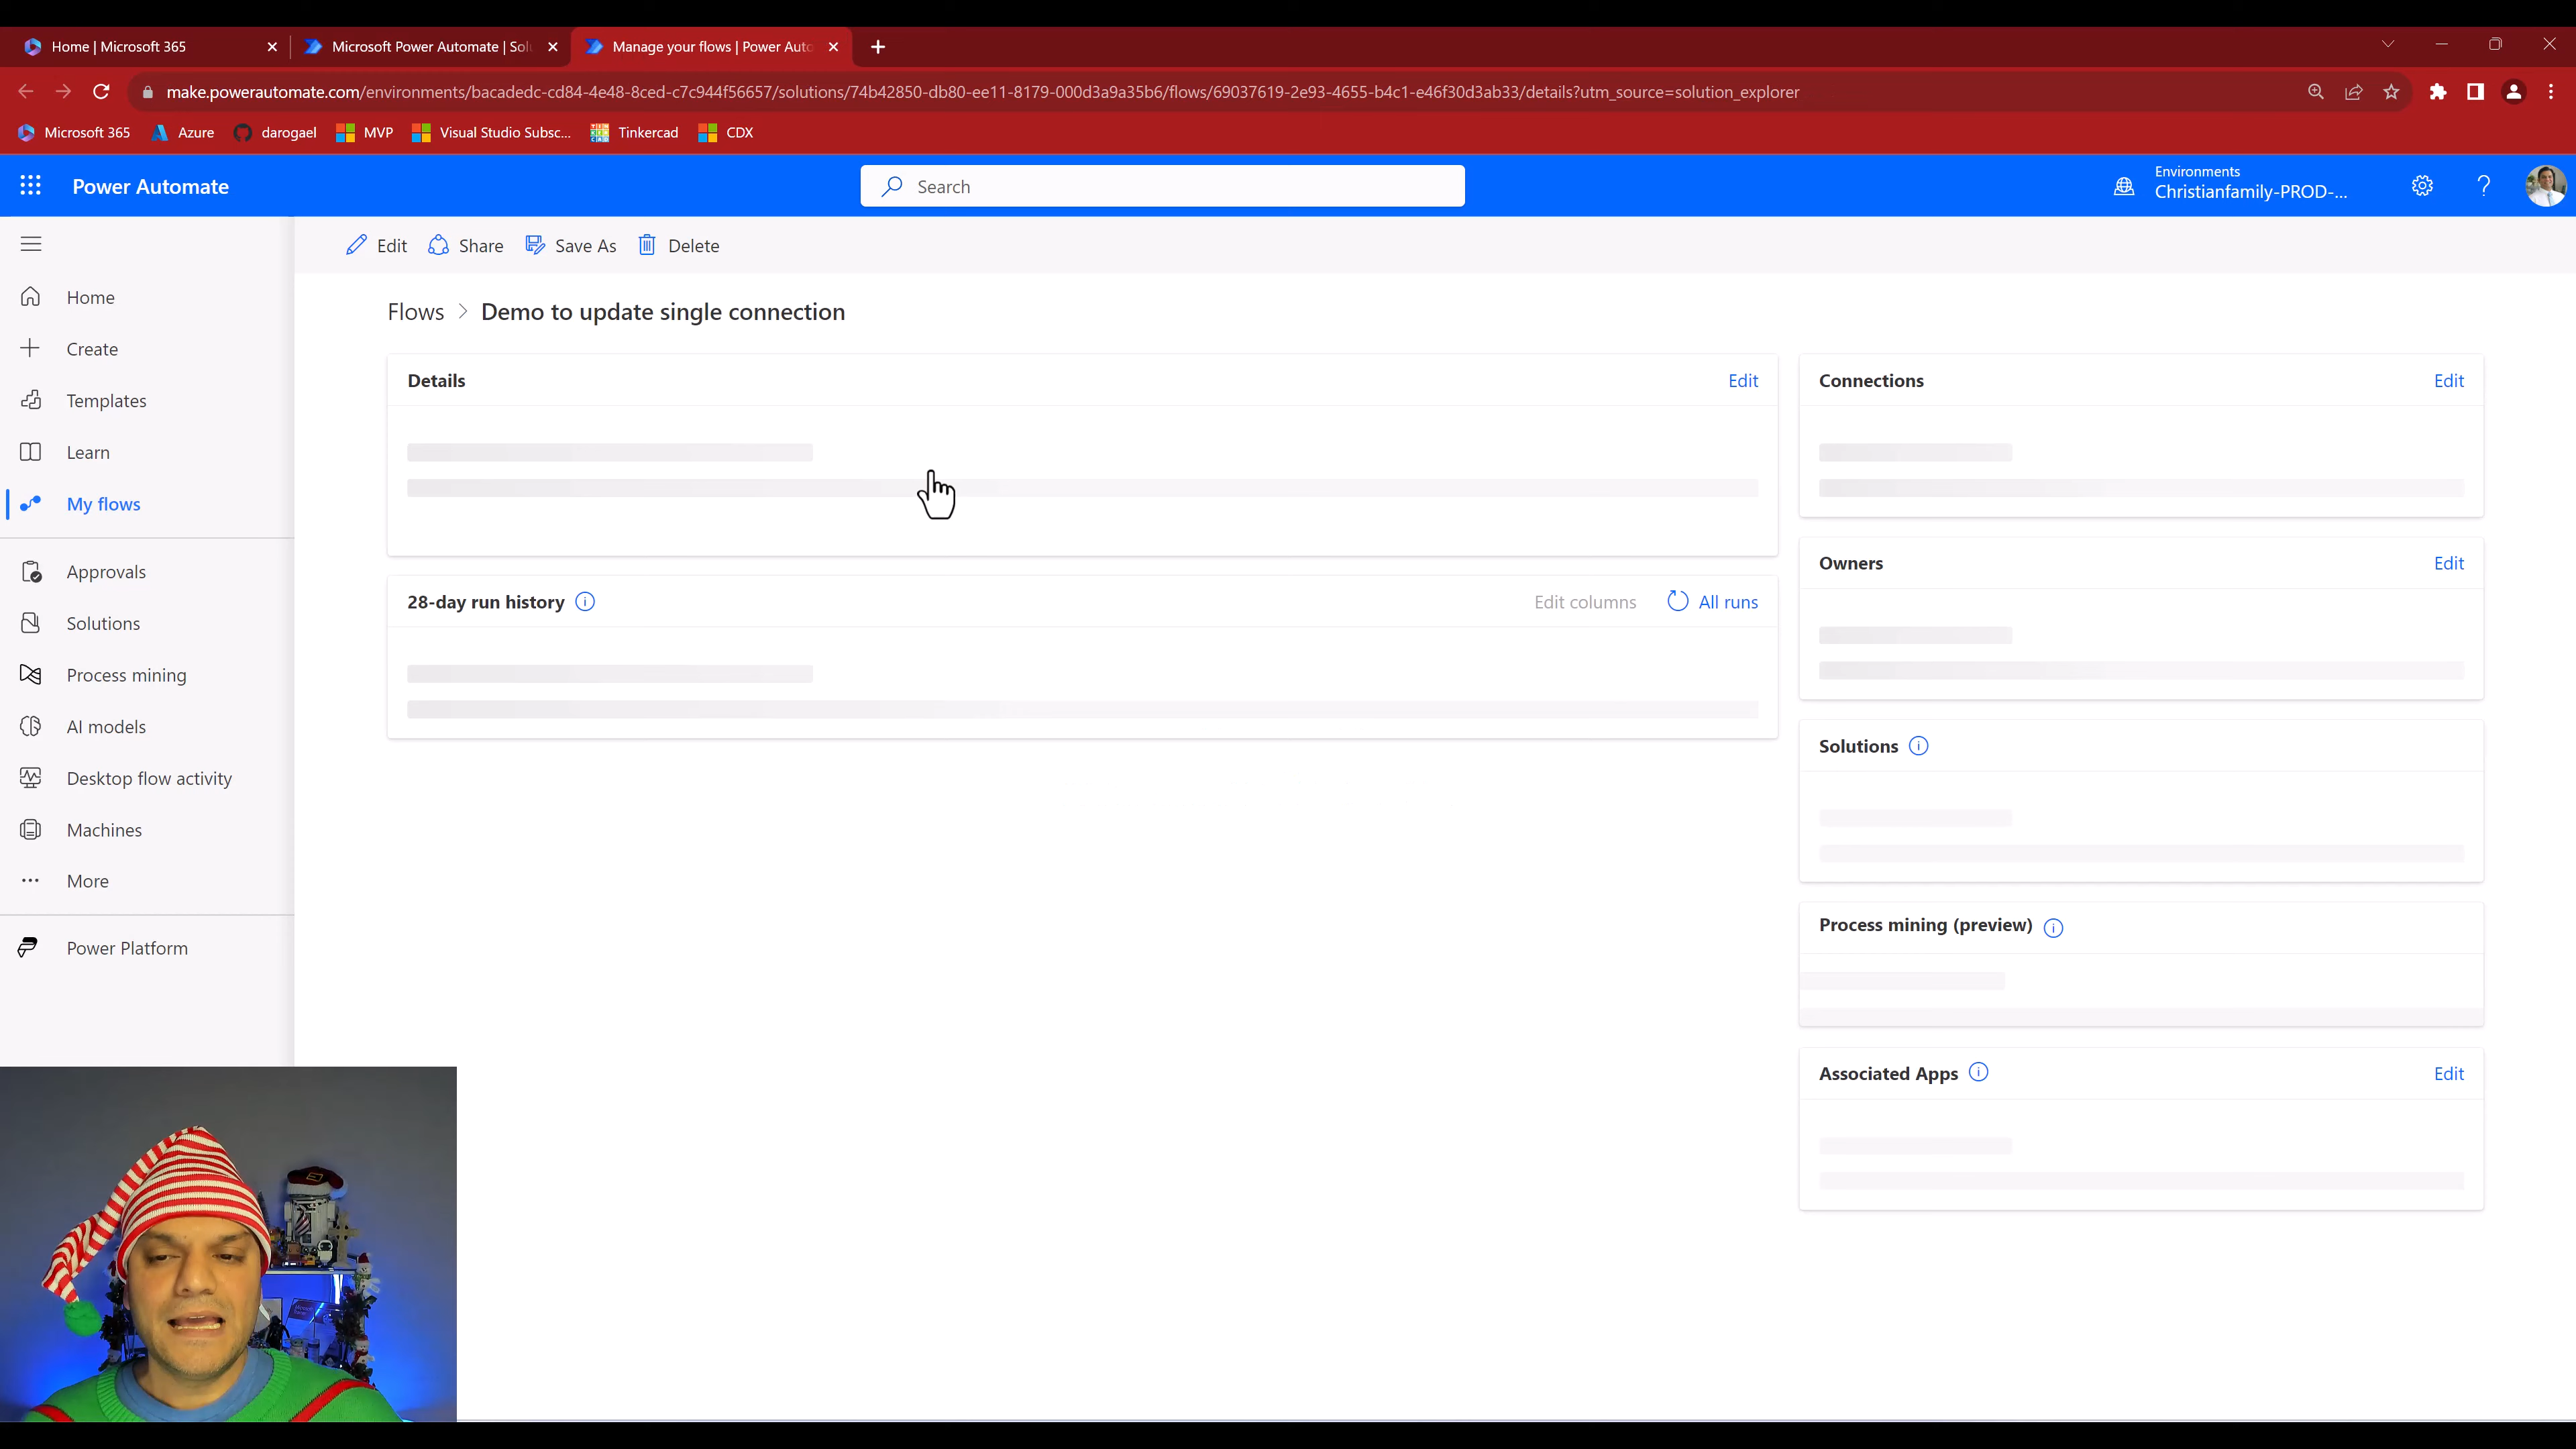 Home | Microsoft 365
Microsoft Power Automate | Sol
Manage your flows | Power Auto
make.powerautomate.com/environments/bacadedc-cd84-4e48-8ced-c7c944f56657/solutions/74b42850-db80-ee11-8179-000d3a9a35b6/flows/69037619-2e93-4655-b4c1-e46f30d3ab33/details?utm_source=solution_explorer
Microsoft 365
Azure
darogael
MVP
Visual Studio Subsc...
Tinkercad
CDX
Power Automate
Search
Environments
Christianfamily-PROD-...
Edit
Share
Save As
Delete
Home
Create
Templates
Learn
My flows
Approvals
Solutions
Process mining
AI models
Desktop flow activity
Machines
More
Power Platform
Flows > Demo to update single connection
Details
Edit
28-day run history
Edit columns
All runs
Connections
Edit
Owners
Edit
Solutions
Process mining (preview)
Associated Apps
Edit